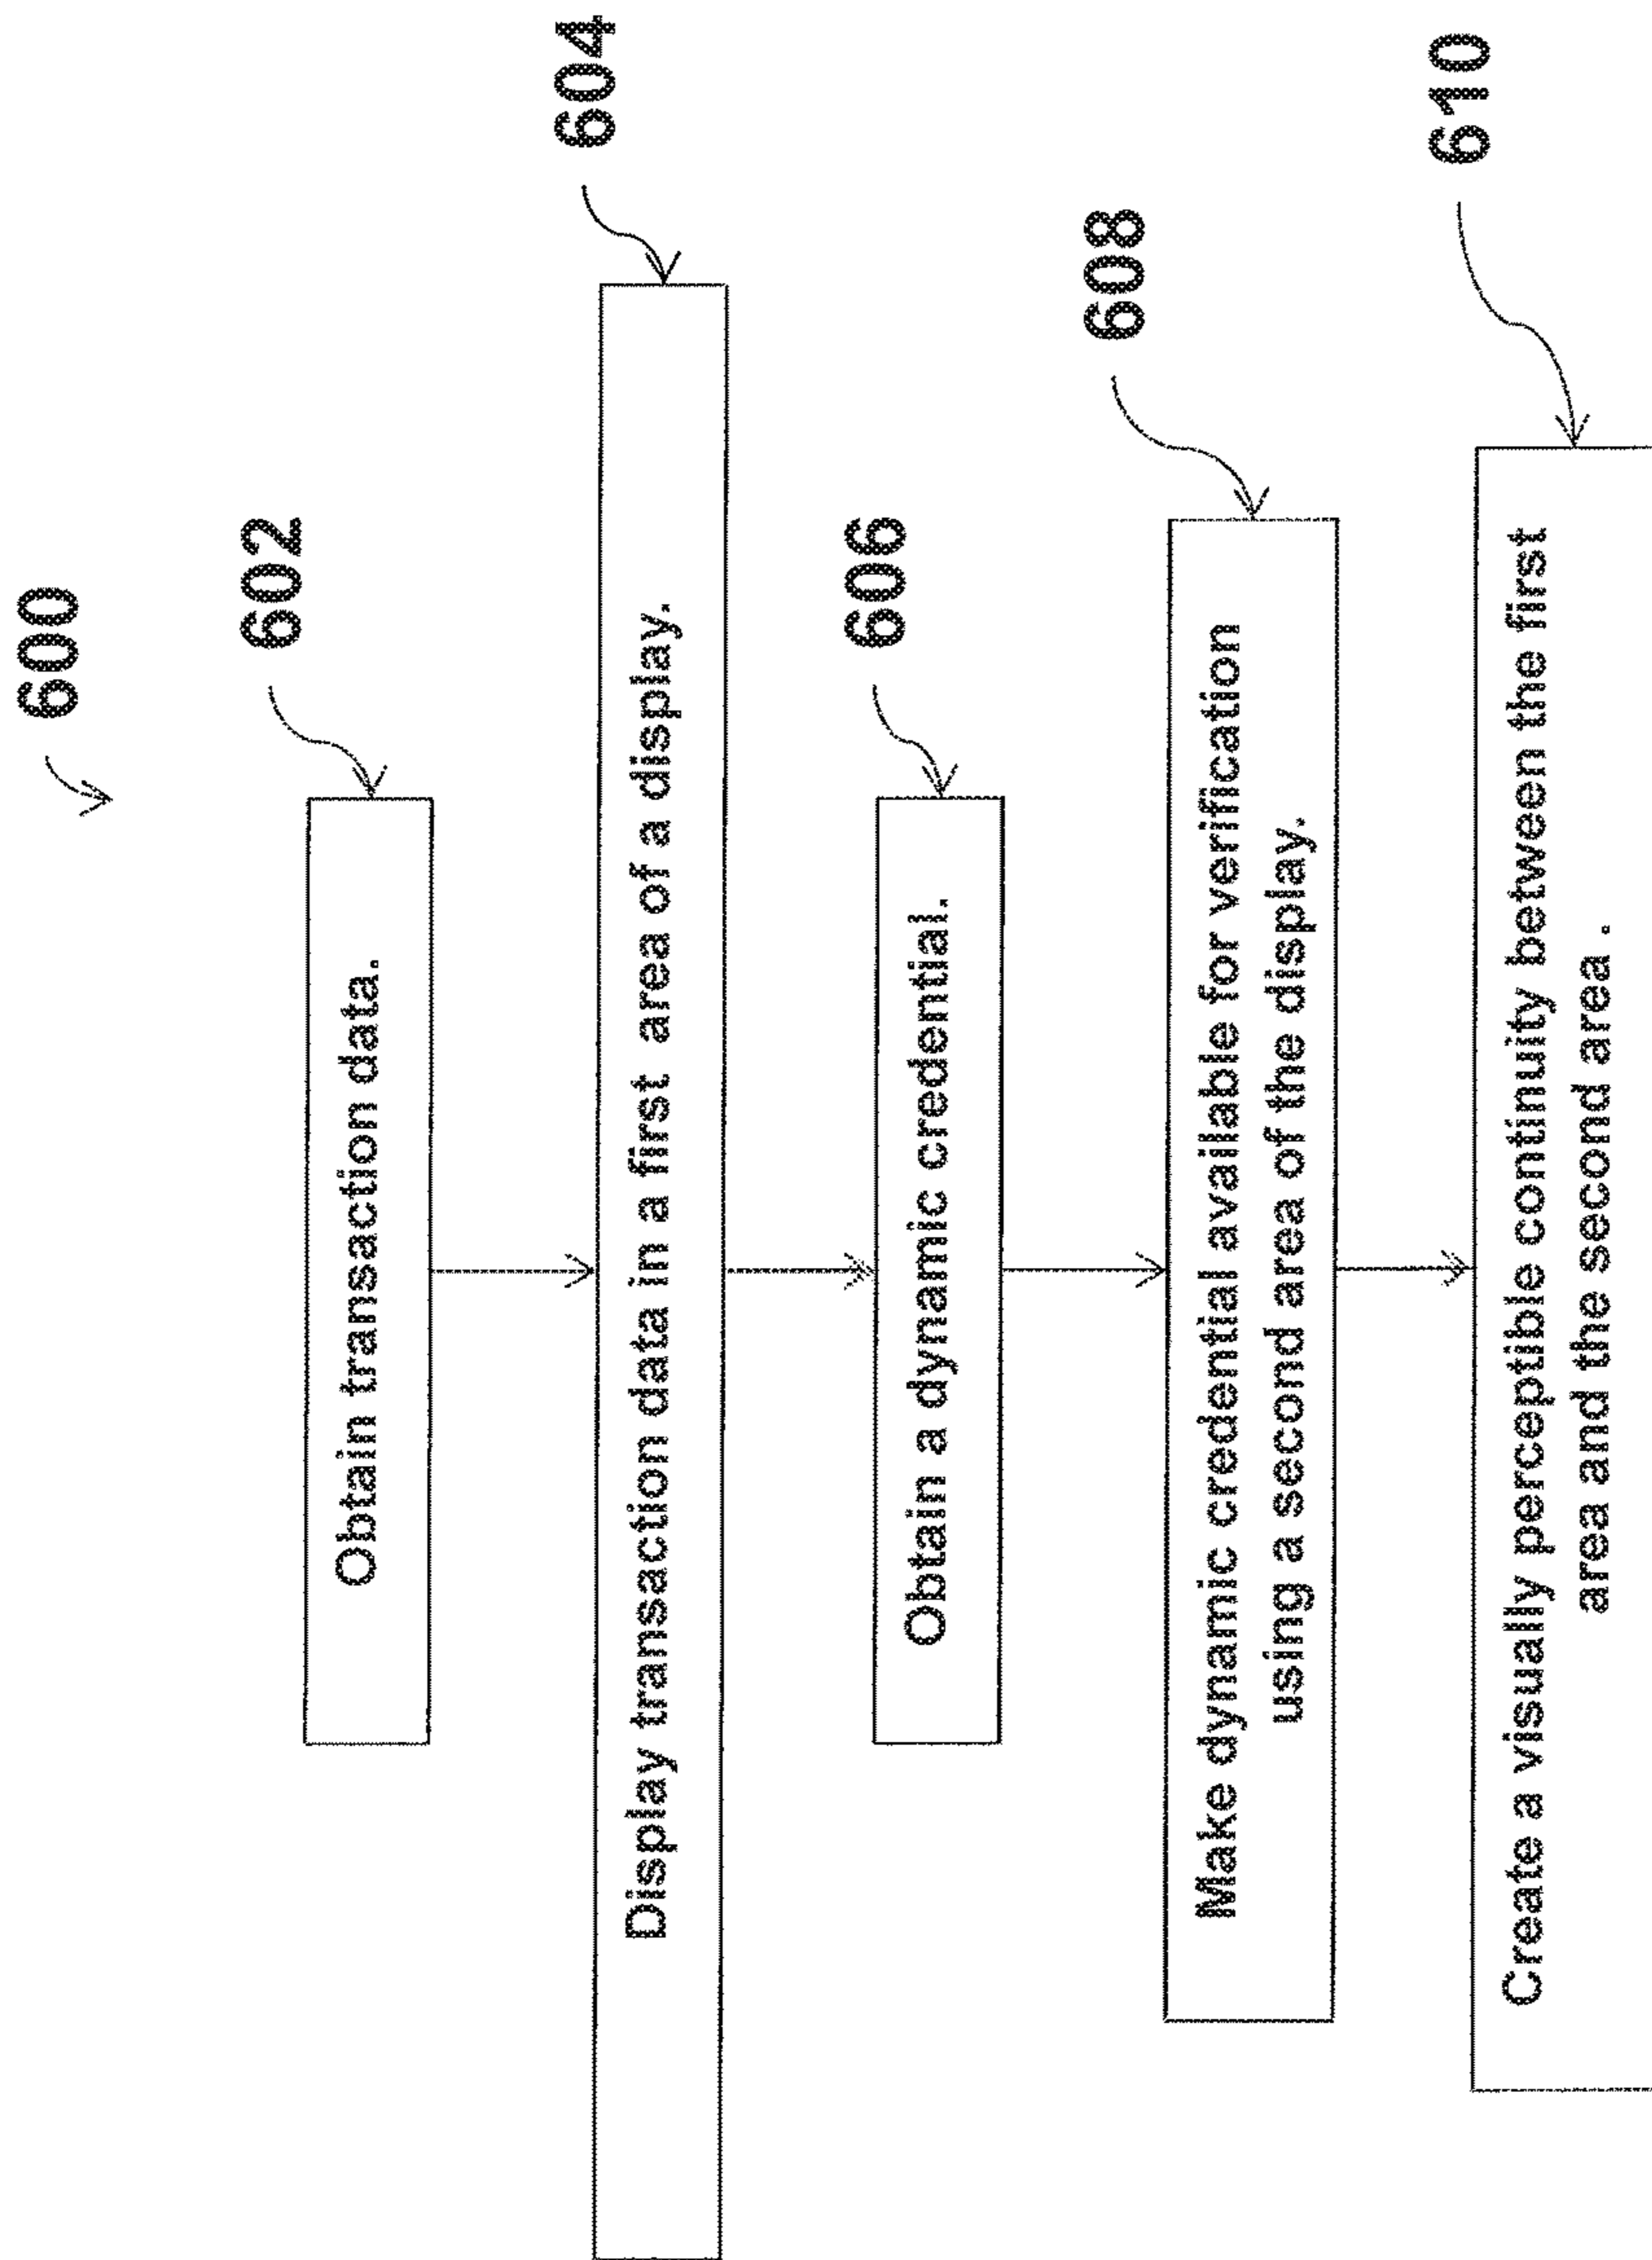 600
602
Obtain transaction data.
604
Display transaction data in a first area of a display.
606
Obtain a dynamic credential.
608
Make dynamic credential available for verification
using a second area of the display.
610
Create a visually perceptible continuity between the first
area and the second area .